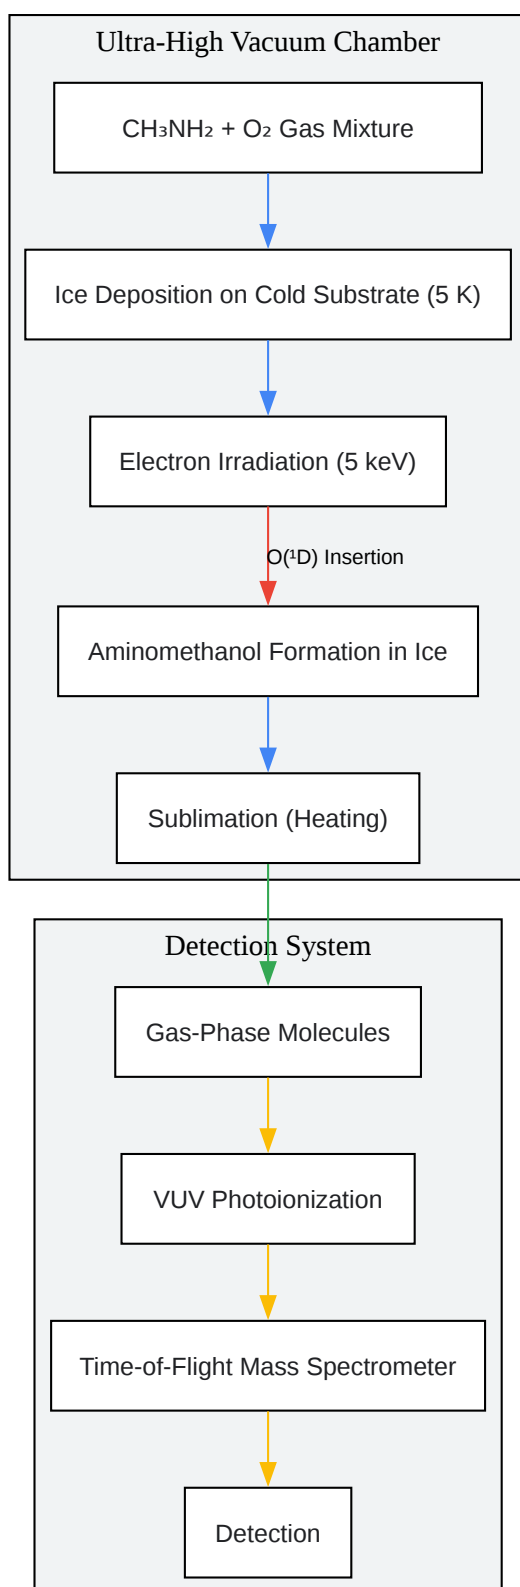 Ultra-High Vacuum Chamber
CH₃NH₂ + O₂ Gas Mixture
Ice Deposition on Cold Substrate (5 K)
Electron Irradiation (5 keV)
O(¹D) Insertion
Aminomethanol Formation in Ice
Sublimation (Heating)
Detection System
Gas-Phase Molecules
VUV Photoionization
Time-of-Flight Mass Spectrometer
Detection